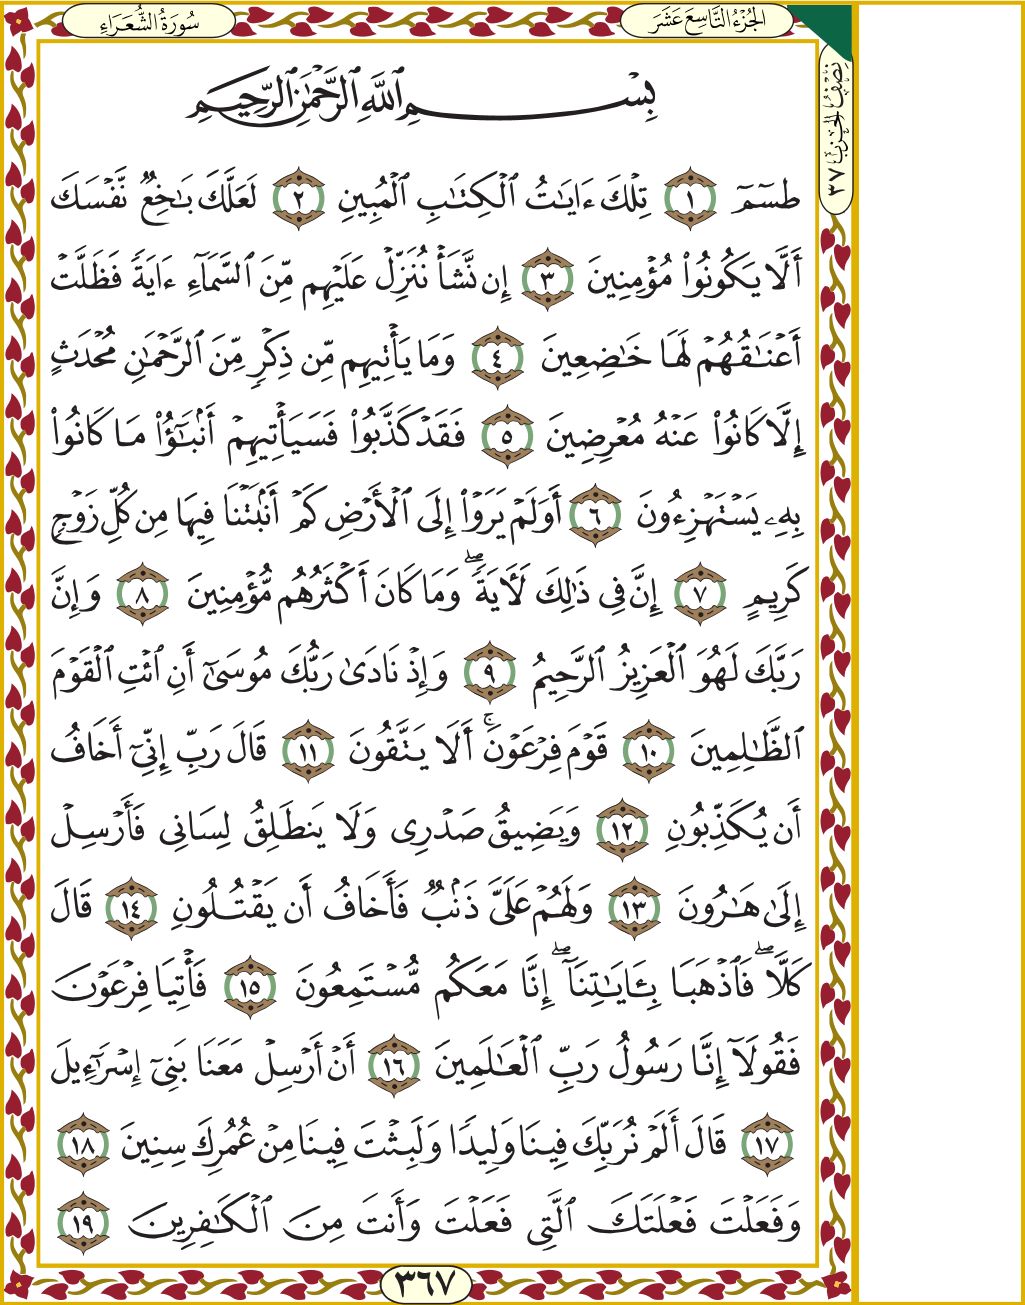 الجُزْءُ التَّاسِعَ عَشَرَ
سُورَةُ الشُّعَرَاءِ
نِصْفُ الحِزْبِ ٣٧
بِسْمِ ٱللَّهِ ٱلرَّحْمَٰنِ ٱلرَّحِيمِ
طسٓمٓ ١ تِلْكَ ءَايَٰتُ ٱلْكِتَٰبِ ٱلْمُبِينِ ٢ لَعَلَّكَ بَٰخِعٌ نَّفْسَكَ
أَلَّا يَكُونُوا۟ مُؤْمِنِينَ ٣ إِن نَّشَأْ نُنَزِّلْ عَلَيْهِم مِّنَ ٱلسَّمَآءِ ءَايَةً فَظَلَّتْ
أَعْنَٰقُهُمْ لَهَا خَٰضِعِينَ ٤ وَمَا يَأْتِيهِم مِّن ذِكْرٍ مِّنَ ٱلرَّحْمَٰنِ مُحْدَثٍ
إِلَّا كَانُوا۟ عَنْهُ مُعْرِضِينَ ٥ فَقَدْ كَذَّبُوا۟ فَسَيَأْتِيهِمْ أَنۢبَٰٓؤُا۟ مَا كَانُوا۟
بِهِۦ يَسْتَهْزِءُونَ ٦ أَوَلَمْ يَرَوْا۟ إِلَى ٱلْأَرْضِ كَمْ أَنۢبَتْنَا فِيهَا مِن كُلِّ زَوْجٍ
كَرِيمٍ ٧ إِنَّ فِى ذَٰلِكَ لَءَايَةً ۖ وَمَا كَانَ أَكْثَرُهُم مُّؤْمِنِينَ ٨ وَإِنَّ
رَبَّكَ لَهُوَ ٱلْعَزِيزُ ٱلرَّحِيمُ ٩ وَإِذْ نَادَىٰ رَبُّكَ مُوسَىٰٓ أَنِ ٱئْتِ ٱلْقَوْمَ
ٱلظَّٰلِمِينَ ١٠ قَوْمَ فِرْعَوْنَ ۚ أَلَا يَتَّقُونَ ١١ قَالَ رَبِّ إِنِّىٓ أَخَافُ
أَن يُكَذِّبُونِ ١٢ وَيَضِيقُ صَدْرِى وَلَا يَنطَلِقُ لِسَانِى فَأَرْسِلْ
إِلَىٰ هَٰرُونَ ١٣ وَلَهُمْ عَلَىَّ ذَنۢبٌ فَأَخَافُ أَن يَقْتُلُونِ ١٤ قَالَ
كَلَّا ۖ فَٱذْهَبَا بِـَٔايَٰتِنَآ ۖ إِنَّا مَعَكُم مُّسْتَمِعُونَ ١٥ فَأْتِيَا فِرْعَوْنَ
فَقُولَآ إِنَّا رَسُولُ رَبِّ ٱلْعَٰلَمِينَ ١٦ أَنْ أَرْسِلْ مَعَنَا بَنِىٓ إِسْرَٰٓءِيلَ
١٧ قَالَ أَلَمْ نُرَبِّكَ فِينَا وَلِيدًا وَلَبِثْتَ فِينَا مِنْ عُمُرِكَ سِنِينَ ١٨
وَفَعَلْتَ فَعْلَتَكَ ٱلَّتِى فَعَلْتَ وَأَنتَ مِنَ ٱلْكَٰفِرِينَ ١٩
٣٦٧